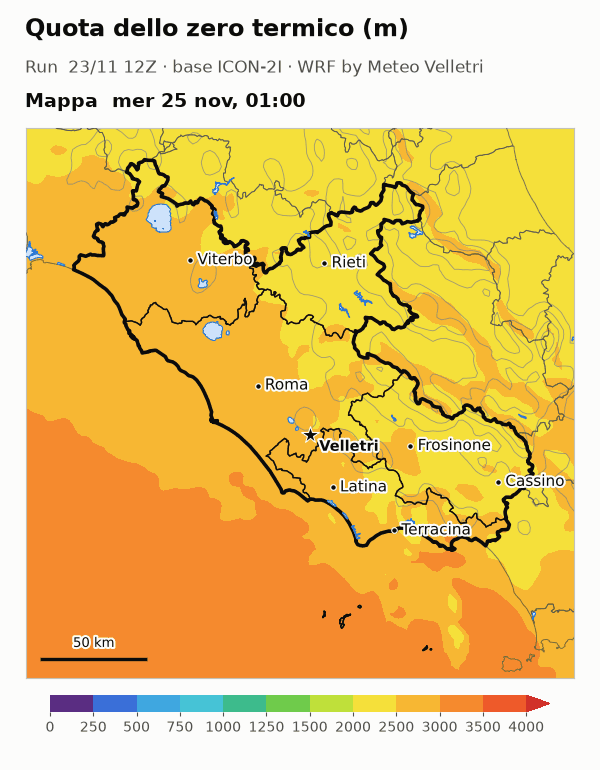 Quota dello zero termico (m)
Run  23/11 12Z · base ICON-2I · WRF by Meteo Velletri
Mappa  mer 25 nov, 01:00
Viterbo
Rieti
Roma
Velletri
Frosinone
Cassino
Latina
Terracina
50 km
0 250 500 750 1000 1250 1500 2000 2500 3000 3500 4000